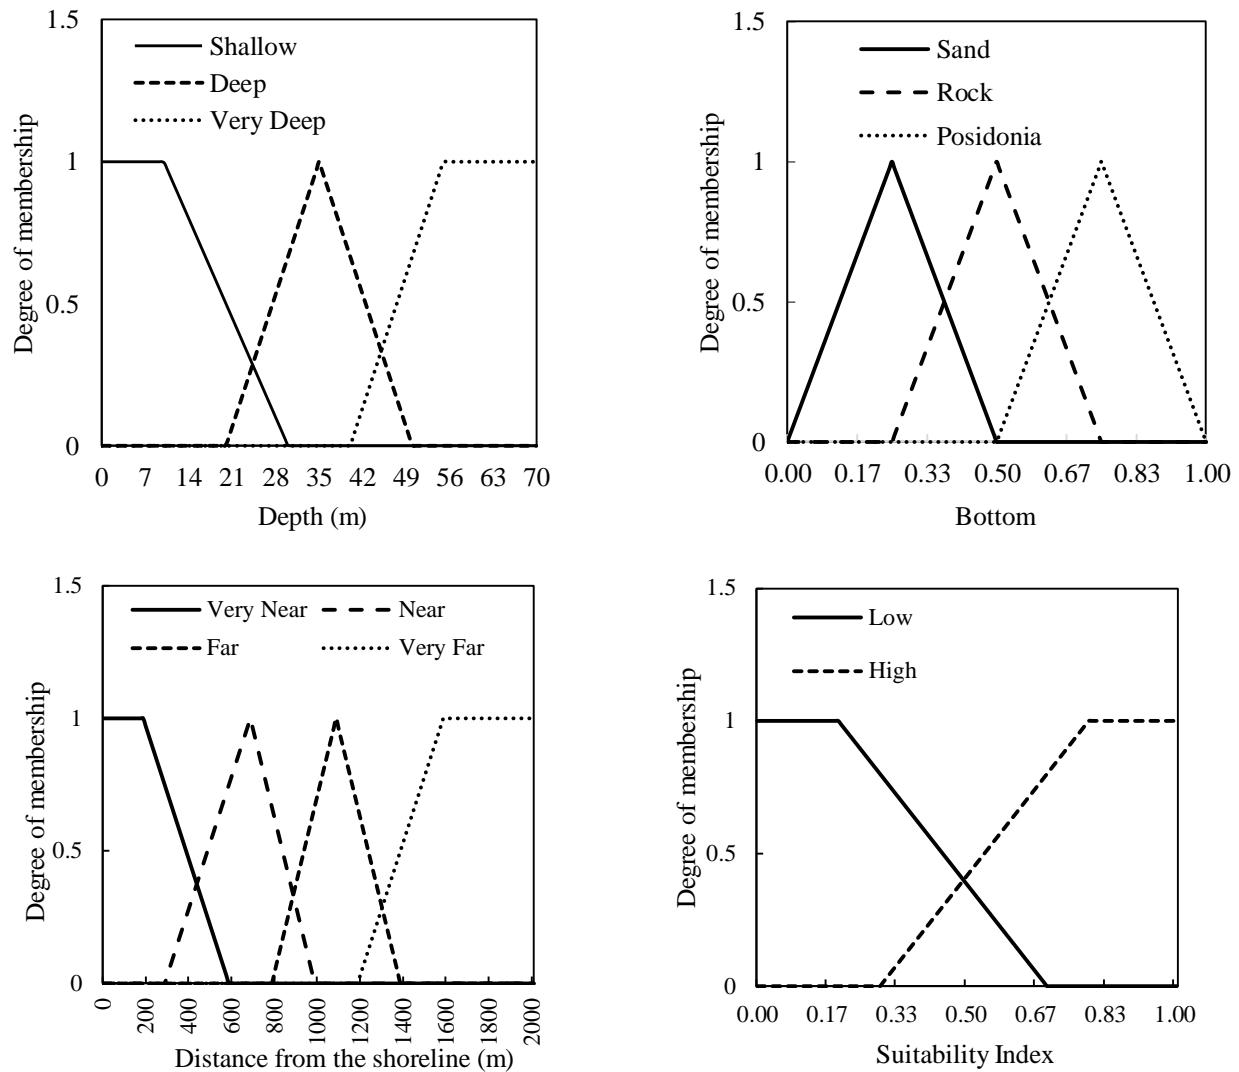 1.5
Shallow
Deep
Very Deep
1
0.5
0
Degree of membership
0 7 14 21 28 35 42 49 56 63 70
Depth (m)
1.5
Sand
Rock
Posidonia
1
0.5
0
Degree of membership
0.00 0.17 0.33 0.50 0.67 0.83 1.00
Bottom
1.5
Very Near Near
Far Very Far
1
0.5
0
Degree of membership
0 200 400 600 800 1000 1200 1400 1600 1800 2000
Distance from the shoreline (m)
1.5
Low
High
1
0.5
0
Degree of membership
0.00 0.17 0.33 0.50 0.67 0.83 1.00
Suitability Index